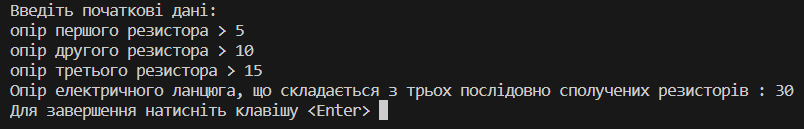 Введіть початкові дані:
опір першого резистора > 5
опір другого резистора > 10
опір третього резистора > 15
Опір електричного ланцюга, що складається з трьох послідовно сполучених резисторів : 30
Для завершення натисніть клавішу <Enter>